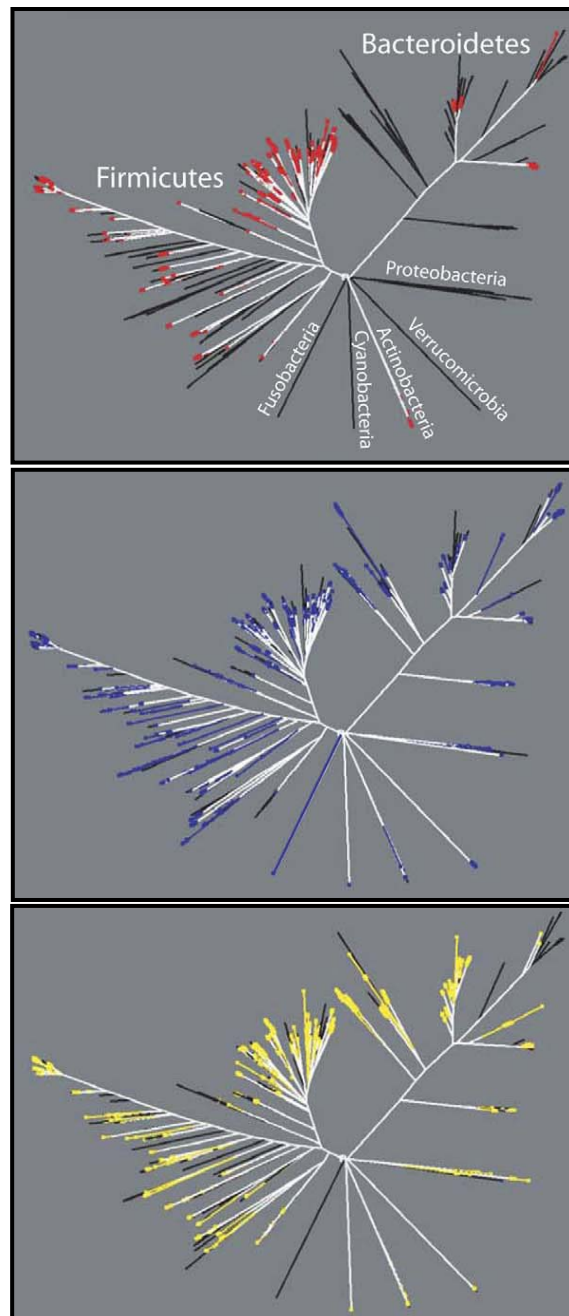 Bacteroidetes
Firmicutes
Proteobacteria
Fusobacteria
Cyanobacteria
Actinobacteria
Verrucomicrobia